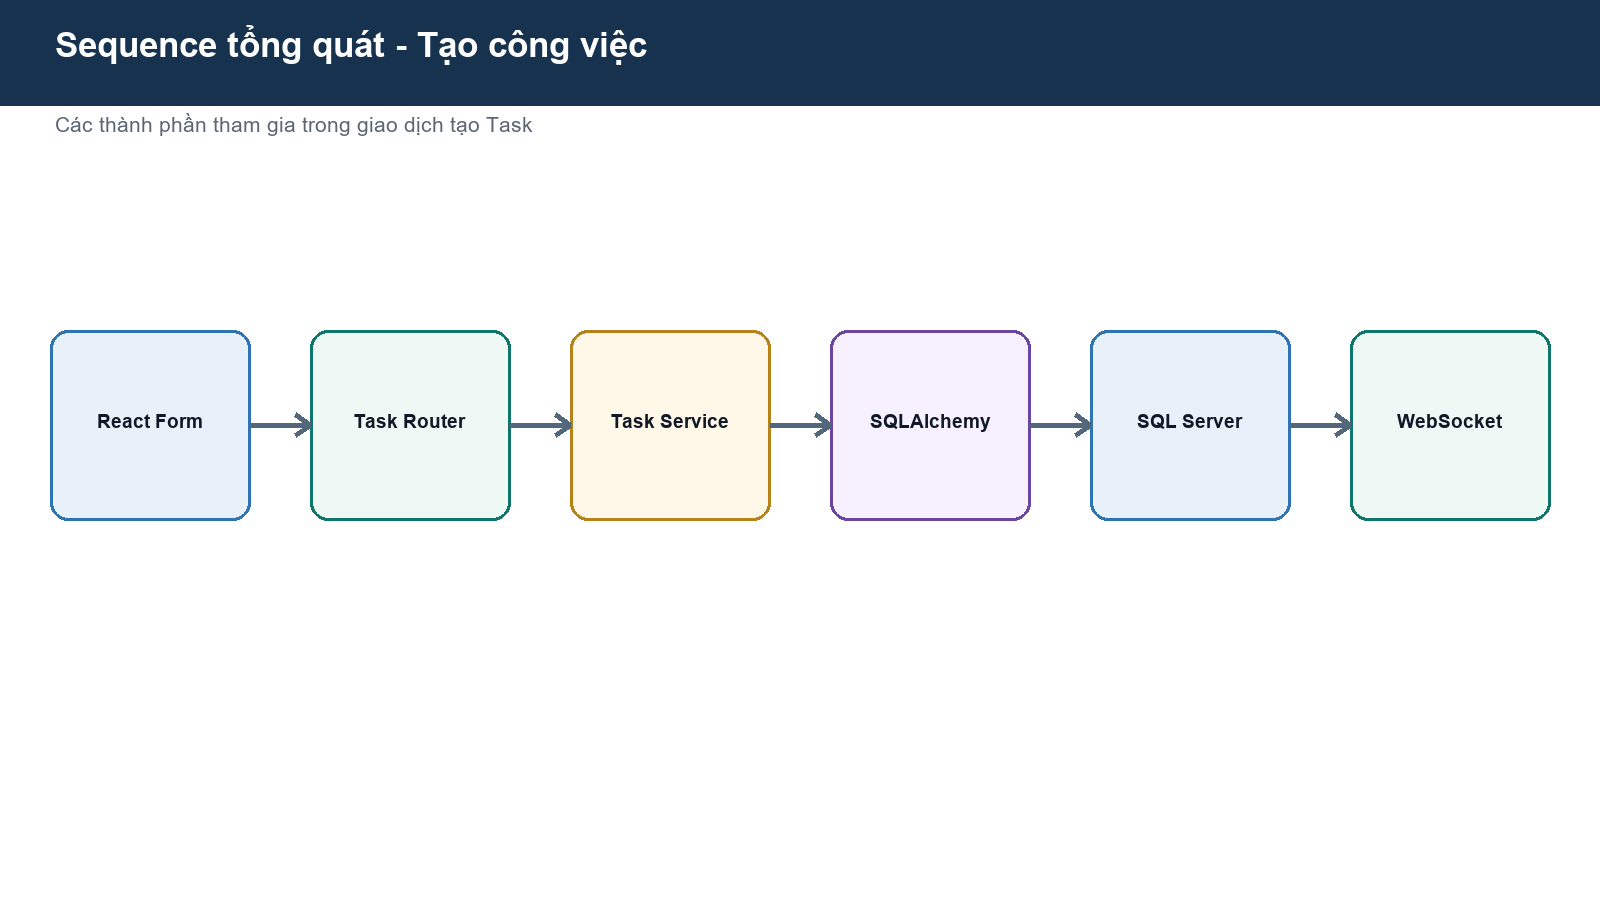 Sequence tổng quát - Tạo công việc
Các thành phần tham gia trong giao dịch tạo Task
React Form
Task Router
Task Service
SQLAlchemy
SQL Server
WebSocket